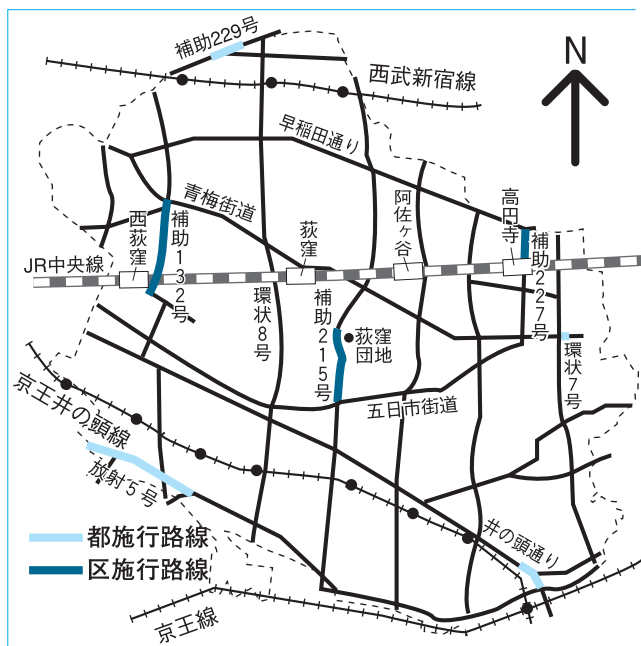 補助229号
N
西武新宿線
早稲田通り
青梅街道
西荻窪
補助132号
荻窪
阿佐ヶ谷
高円寺
補助227号
JR中央線
環状8号
補助215号
荻窪
団地
環状7号
五日市街道
京王井の頭線
放射5号
井の頭通り
都施行路線
区施行路線
京王線